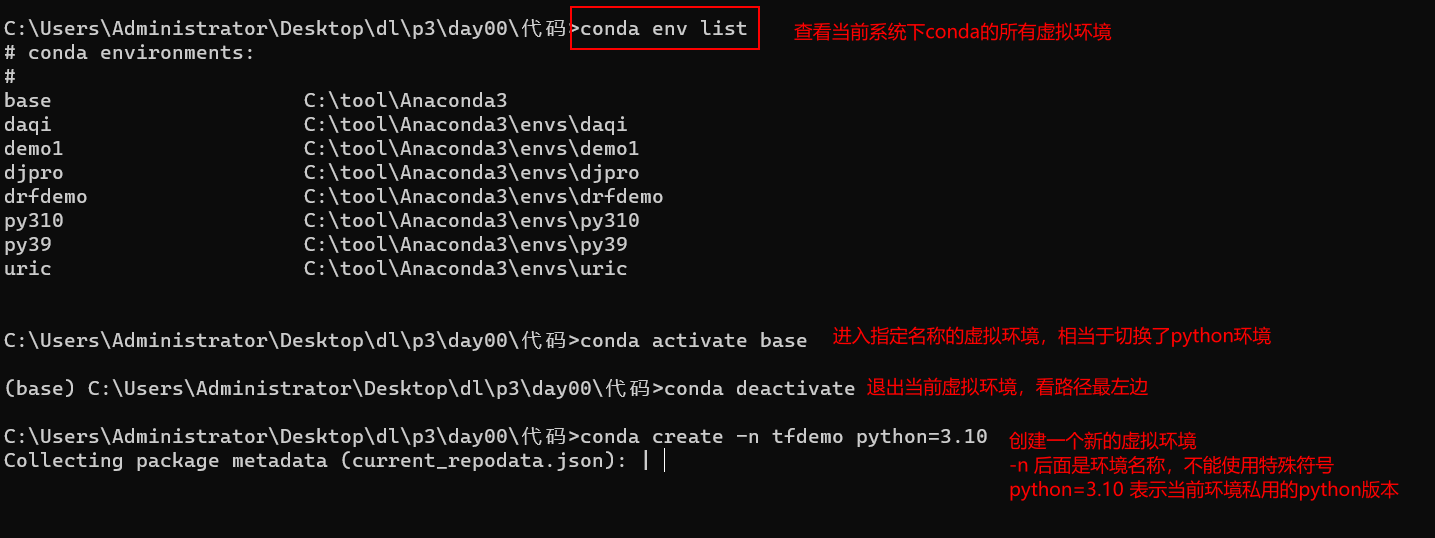 C:\Users\Administrator\Desktop\dl\p3\day00\代码>conda env list 查看当前系统下conda的所有虚拟环境
# conda environments:
#
base C:\tool\Anaconda3
daqi C:\tool\Anaconda3\envs\daqi
demo1 C:\tool\Anaconda3\envs\demo1
djpro C:\tool\Anaconda3\envs\djpro
drfdemo C:\tool\Anaconda3\envs\drfdemo
py310 C:\tool\Anaconda3\envs\py310
py39 C:\tool\Anaconda3\envs\py39
uric C:\tool\Anaconda3\envs\uric
C:\Users\Administrator\Desktop\dl\p3\day00\代码>conda activate base 进入指定名称的虚拟环境，相当于切换了python环境
(base) C:\Users\Administrator\Desktop\dl\p3\day00\代码>conda deactivate 退出当前虚拟环境，看路径最左边
C:\Users\Administrator\Desktop\dl\p3\day00\代码>conda create -n tfdemo python=3.10 创建一个新的虚拟环境
Collecting package metadata (current_repodata.json): |
-n 后面是环境名称，不能使用特殊符号
python=3.10 表示当前环境私用的python版本